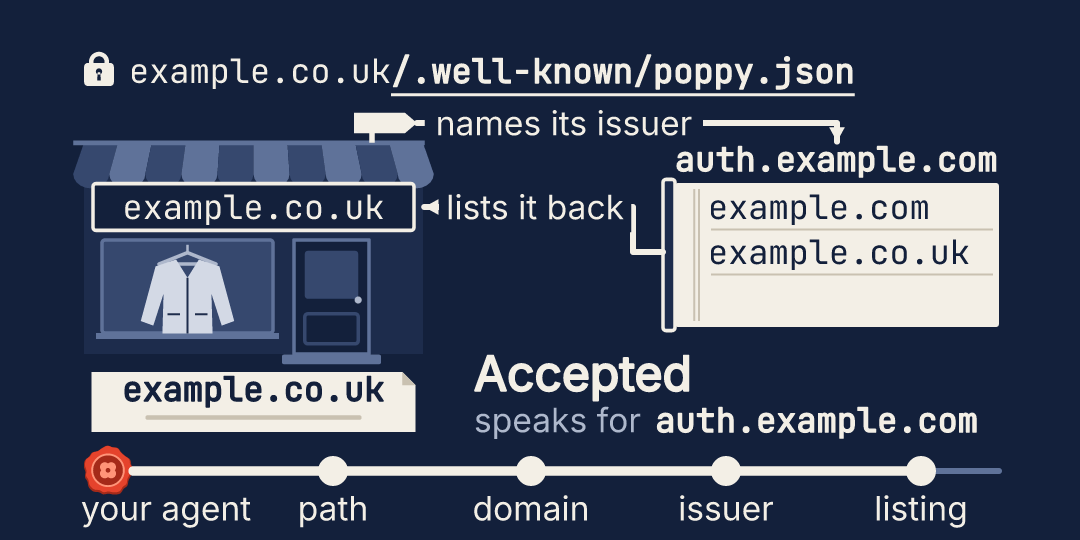 example.co.uk/.well-known/poppy.json
names its issuer
auth.example.com
example.co.uk
lists it back
example.com
example.co.uk
example.co.uk
Accepted
speaks for auth.example.com
your agent
path
domain
issuer
listing